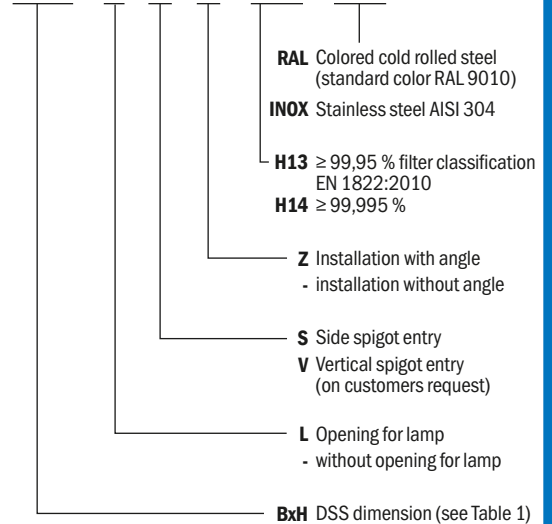 RAL Colored cold rolled steel
(standard color RAL 9010)
INOX Stainless steel AISI 304
H13 ≥ 99,95 % filter classification
EN 1822:2010
H14 ≥ 99,995 %
Z Installation with angle
- installation without angle
S Side spigot entry
V Vertical spigot entry
(on customers request)
L Opening for lamp
- without opening for lamp
BxH DSS dimension (see Table 1)